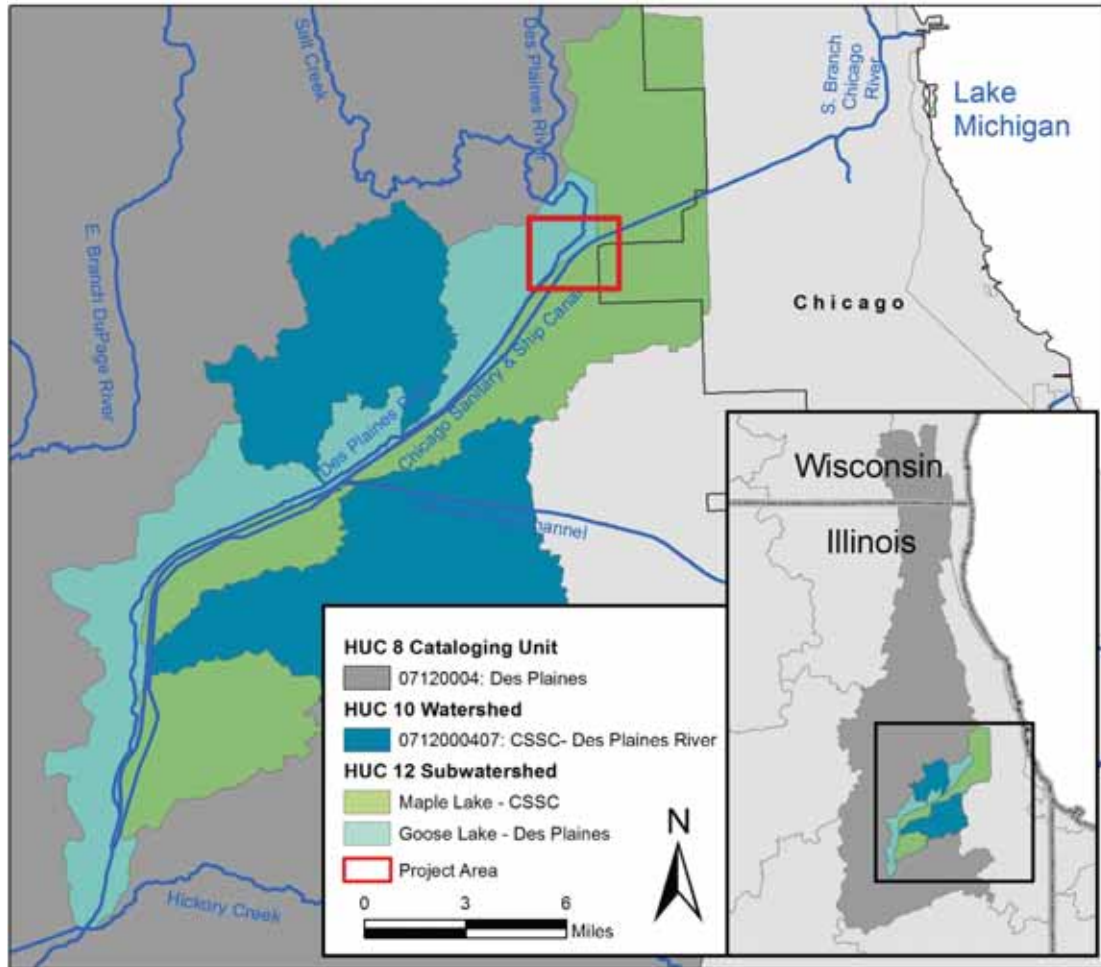 Salt Creek
Des Plaines River
S. Branch
Chicago
River
Lake
Michigan
E. Branch DuPage River
Chicago
Des Plaines
Chicago Sanitary & Ship Canal
Channel
Hickory Creek
HUC 8 Cataloging Unit
07120004: Des Plaines
HUC 10 Watershed
0712000407: CSSC- Des Plaines River
HUC 12 Subwatershed
Maple Lake - CSSC
Goose Lake - Des Plaines
Project Area
N
0 3 6
Miles
Wisconsin
Illinois